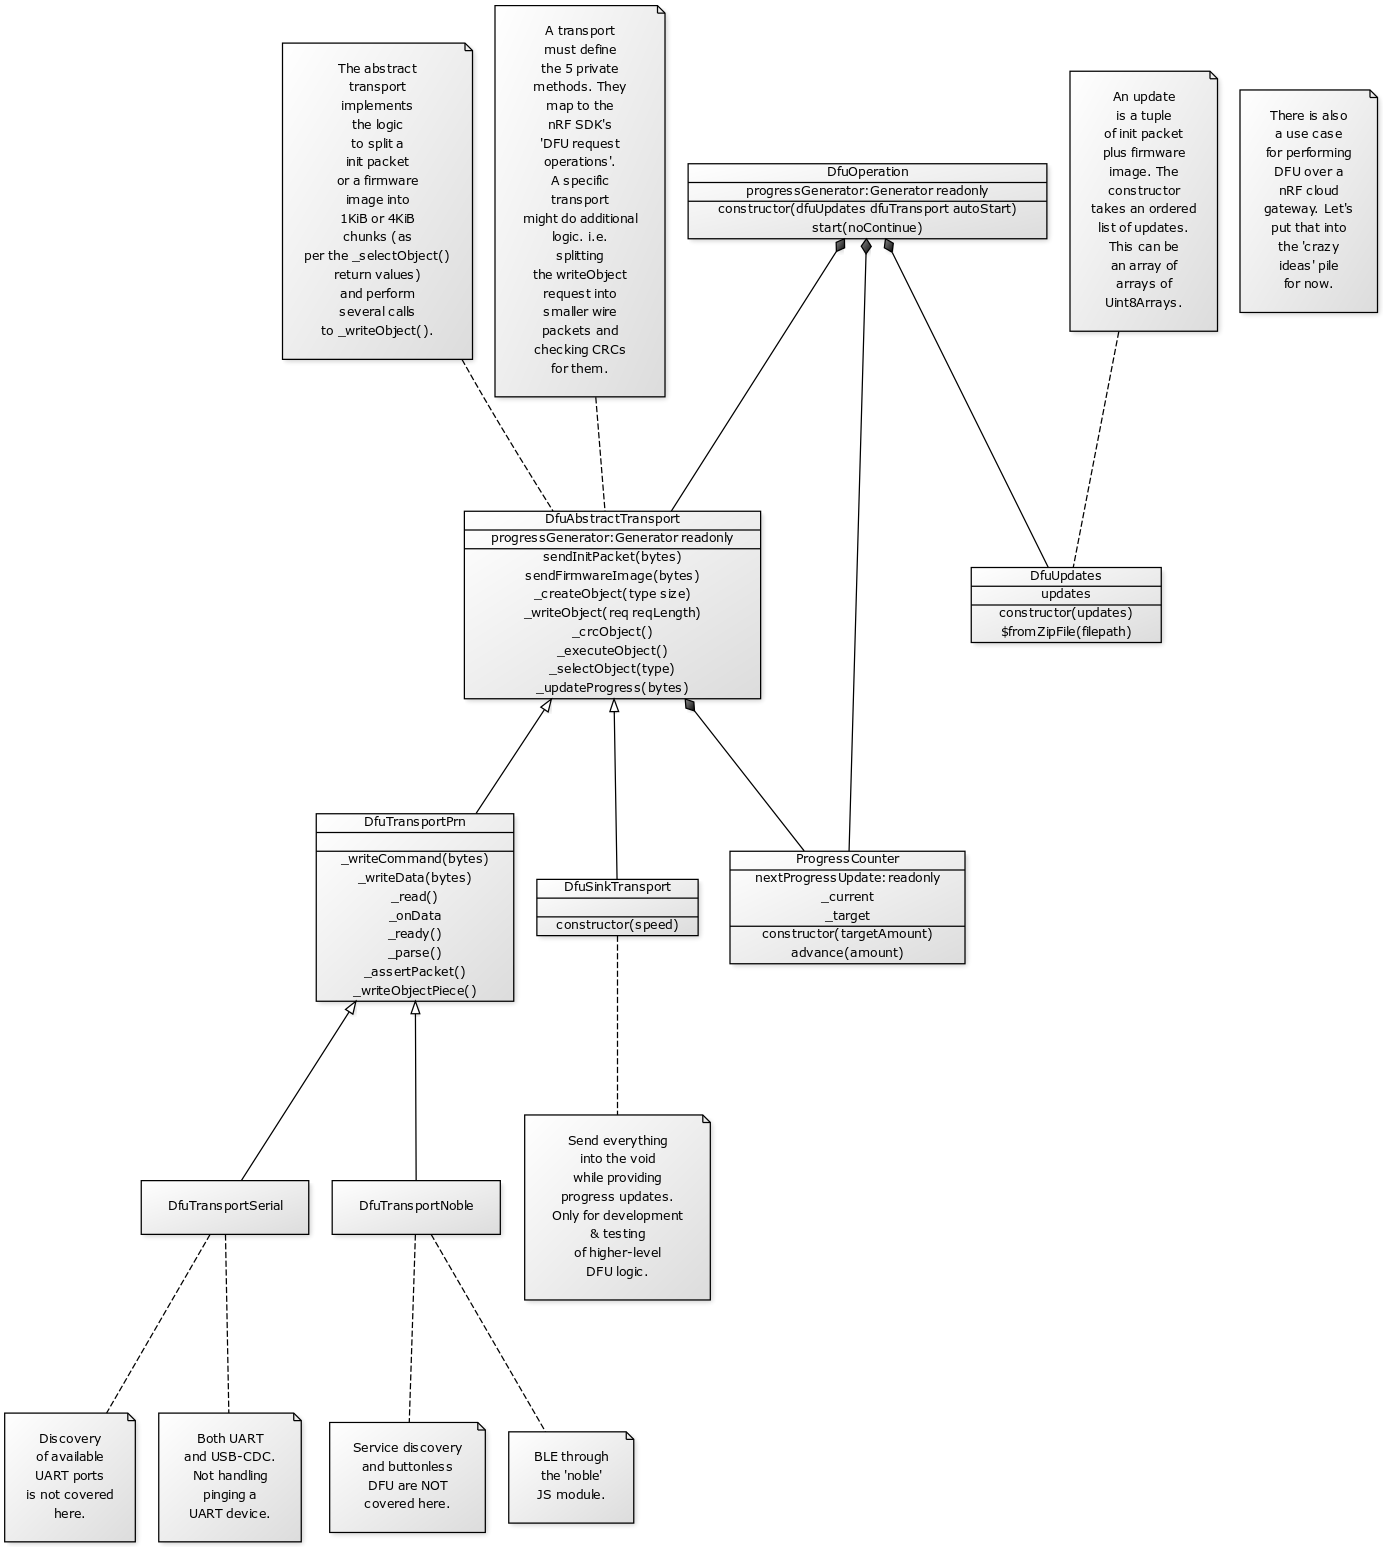 The abstract
transport
implements
the logic
to split a
init packet
or a firmware
image into
1KiB or 4KiB
chunks (as
per the _selectObject()
return values)
and perform
several calls
to _writeObject().
A transport
must define
the 5 private
methods. They
map to the
nRF SDK's
'DFU request
operations'.
A specific
transport
might do additional
logic. i.e.
splitting
the writeObject
request into
smaller wire
packets and
checking CRCs
for them.
DfuOperation
progressGenerator:Generator readonly
constructor(dfuUpdates dfuTransport autoStart)
start(noContinue)
An update
is a tuple
of init packet
plus firmware
image. The
constructor
takes an ordered
list of updates.
This can be
an array of
arrays of
Uint8Arrays.
There is also
a use case
for performing
DFU over a
nRF cloud
gateway. Let's
put that into
the 'crazy
ideas' pile
for now.
DfuAbstractTransport
progressGenerator:Generator readonly
sendInitPacket(bytes)
sendFirmwareImage(bytes)
_createObject(type size)
_writeObject(req reqLength)
_crcObject()
_executeObject()
_selectObject(type)
_updateProgress(bytes)
DfuUpdates
updates
constructor(updates)
$fromZipFile(filepath)
DfuTransportPrn
_writeCommand(bytes)
_writeData(bytes)
_read()
_onData
_ready()
_parse()
_assertPacket()
_writeObjectPiece()
DfuSinkTransport
constructor(speed)
ProgressCounter
nextProgressUpdate:readonly
_current
_target
constructor(targetAmount)
advance(amount)
DfuTransportSerial
DfuTransportNoble
Send everything
into the void
while providing
progress updates.
Only for development
& testing
of higher-level
DFU logic.
Discovery
of available
UART ports
is not covered
here.
Both UART
and USB-CDC.
Not handling
pinging a
UART device.
Service discovery
and buttonless
DFU are NOT
covered here.
BLE through
the 'noble'
JS module.